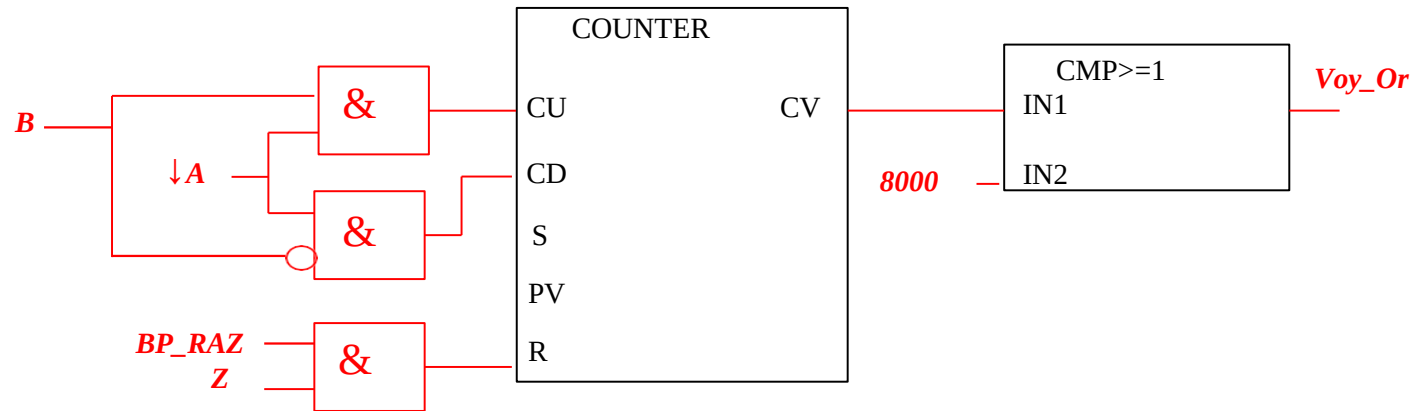 COUNTER
CMP>=1
Voy_Or
B
&
CU
CV
IN1
↓A
CD
8000
IN2
&
S
PV
BP_RAZ
&
R
Z